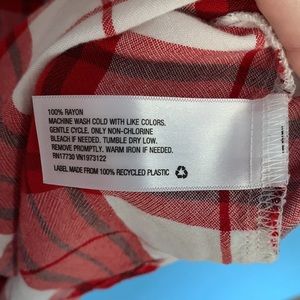 100% RAYON
MACHINE WASH COLD WITH LIKE COLORS.
GENTLE CYCLE. ONLY NON-CHLORINE
BLEACH IF NEEDED. TUMBLE DRY LOW.
REMOVE PROMPTLY. WARM IRON IF NEEDED.
RN17730 VN1973122
LABEL MADE FROM 100% RECYCLED PLASTIC